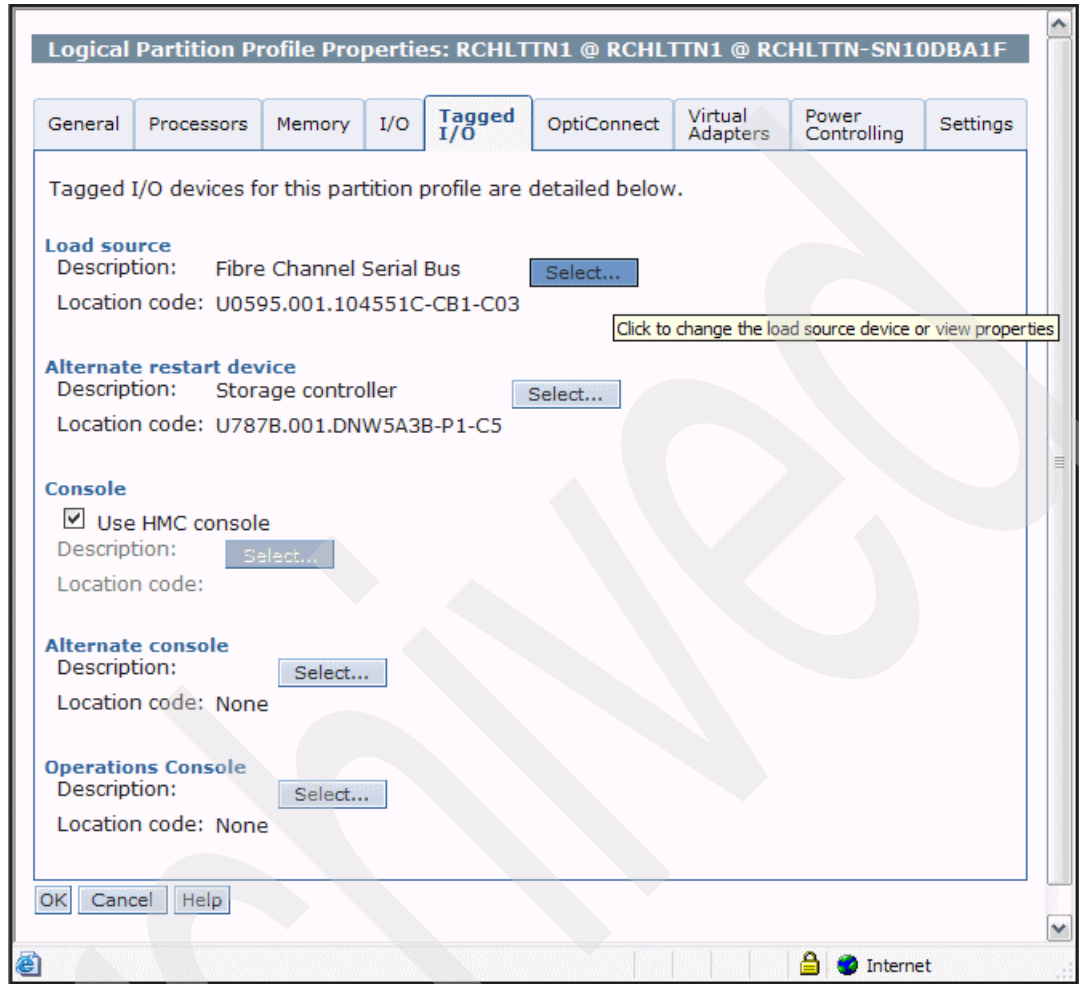 Logical Partition Profile Properties: RCHLTTN1 @ RCHLTTN1 @ RCHLTTN-SN10DBA1F
General Processors Memory I/O Tagged I/O OptiConnect Virtual Adapters Power Controlling Settings
Tagged I/O devices for this partition profile are detailed below.
Load source
Description: Fibre Channel Serial Bus Select...
Location code: U0595.001.104551C-CB1-C03
Click to change the load source device or view properties
Alternate restart device
Description: Storage controller Select...
Location code: U787B.001.DNW5A3B-P1-C5
Console
Use HMC console
Description: Select...
Location code:
Alternate console
Description: Select...
Location code: None
Operations Console
Description: Select...
Location code: None
OK Cancel Help
Internet